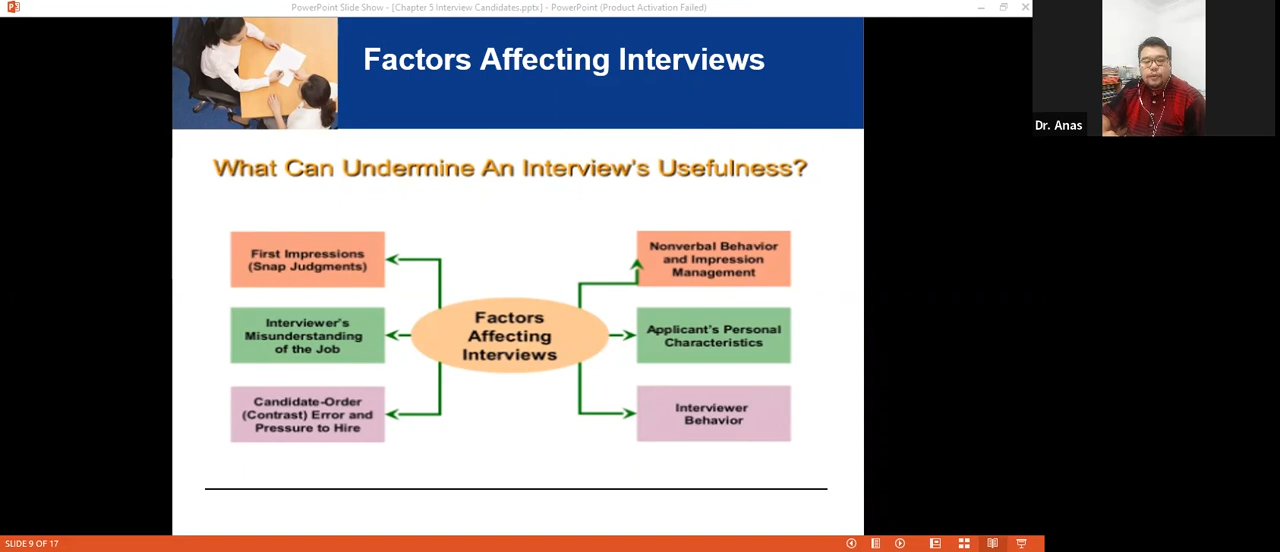 PowerPoint Slide Show - [Chapter 5 Interview Candidates.pptx] - PowerPoint (Product Activation Failed)
Factors Affecting Interviews
Dr. Anas
What Can Undermine An Interview's Usefulness?
First Impressions
(Snap Judgments)
Interviewer's
Misunderstanding
of the Job
Candidate-Order
(Contrast) Error and
Pressure to Hire
Factors
Affecting
Interviews
Nonverbal Behavior
and Impression
Management
Applicant's Personal
Characteristics
Interviewer
Behavior
SLIDE 9 OF 17